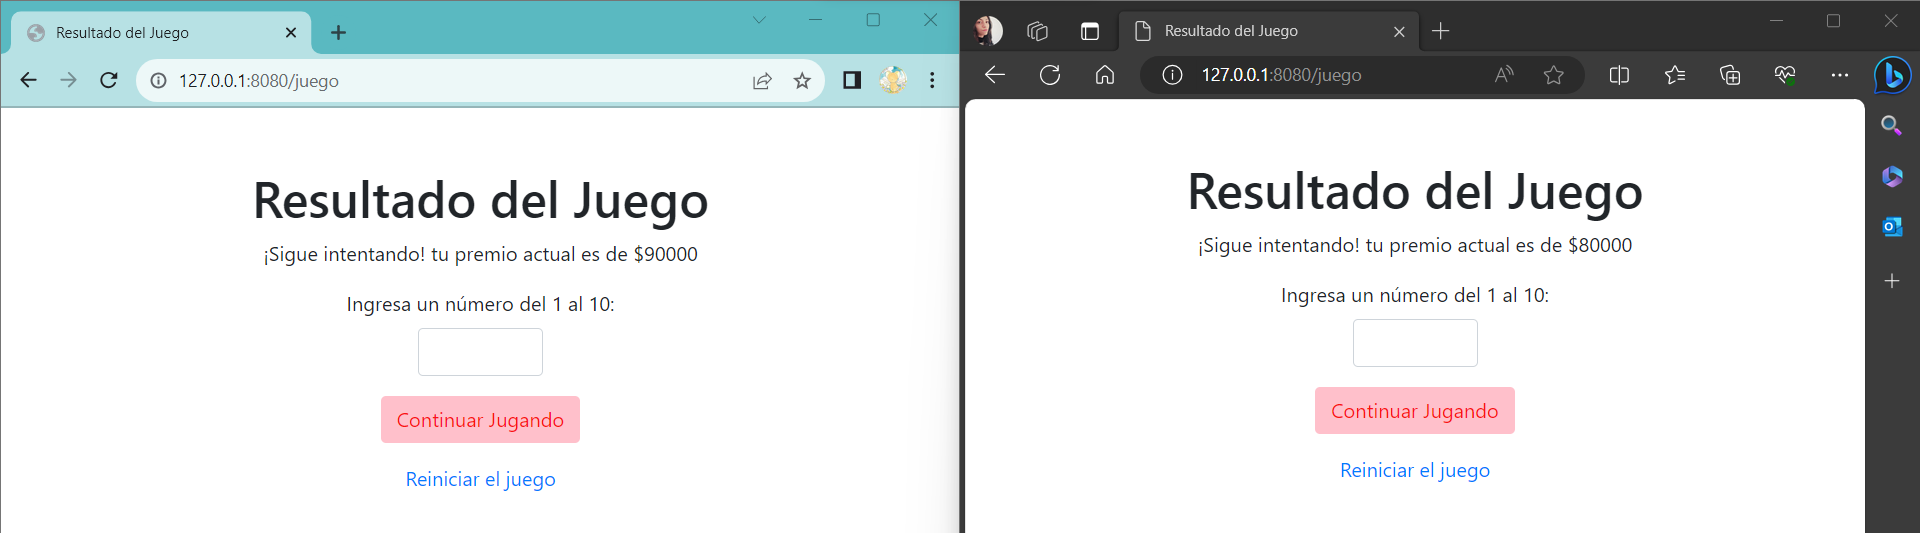 Resultado del Juego
127.0.0.1:8080/juego
Resultado del Juego
¡Sigue intentando! tu premio actual es de $90000
Ingresa un número del 1 al 10:
Continuar Jugando
Reiniciar el juego
Resultado del Juego
127.0.0.1:8080/juego
Resultado del Juego
¡Sigue intentando! tu premio actual es de $80000
Ingresa un número del 1 al 10:
Continuar Jugando
Reiniciar el juego